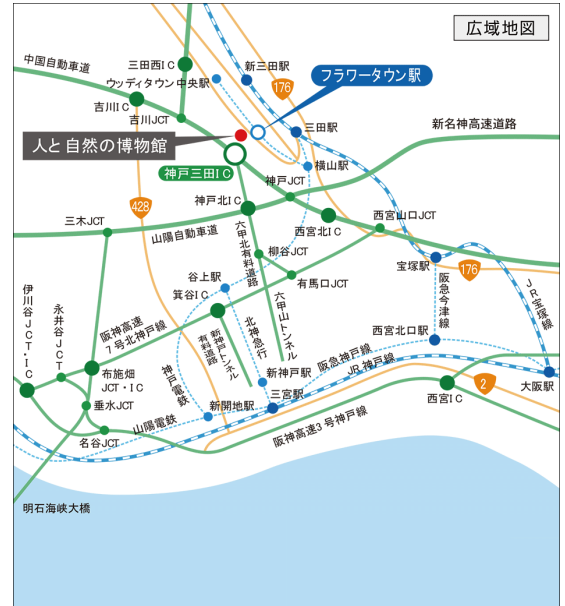 広域地図
中国自動車道
三田西IC
新三田駅
フラワータウン駅
ウッディタウン中央駅
176
吉川IC
吉川JCT
三田駅
新名神高速道路
人と自然の博物館
横山駅
神戸三田IC
神戸JCT
428
神戸北IC
三木JCT
西宮北IC
西宮山口JCT
山陽自動車道
六甲北有料道路
柳谷JCT
宝塚駅
176
谷上駅
有馬口JCT
箕谷IC
伊川谷JCT・IC
永井谷JCT
阪神高速
7号北神戸線
六甲山トンネル
阪急今津線
JR宝塚線
新神戸トンネル
有料道路
北神急行
西宮北口駅
布施畑
JCT・IC
神戸電鉄
新神戸駅
阪急神戸線
JR神戸線
2
大阪駅
垂水JCT
山陽電鉄
新開地駅
三宮駅
西宮IC
名谷JCT
阪神高速3号神戸線
明石海峡大橋